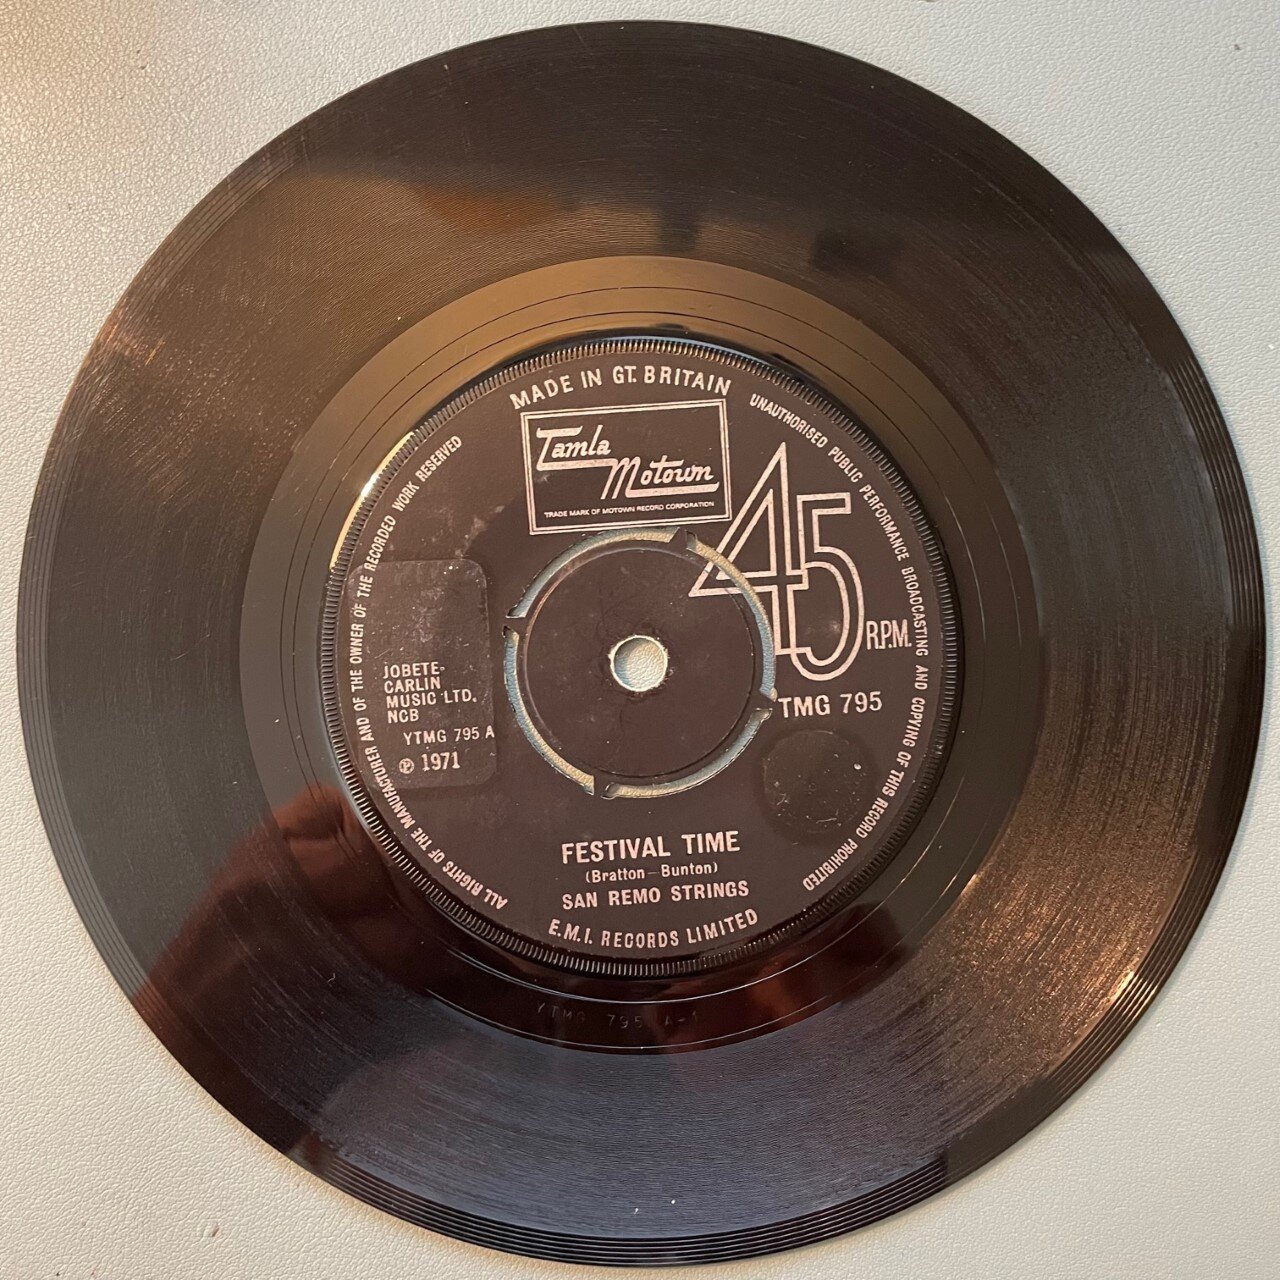 MADE IN GT. BRITAIN
Tamla
Motown
TRADE MARK OF MOTOWN RECORD CORPORATION
UNAUTHORISED PUBLIC PERFORMANCE BROADCASTING AND COPYING OF THIS RECORD PROHIBITED
ALL RIGHTS OF THE MANUFACTURER AND OF THE OWNER OF THE RECORDED WORK RESERVED
45 R.P.M.
TMG 795
JOBETE-
CARLIN
MUSIC LTD,
NCB
YTMG 795 A
℗ 1971
FESTIVAL TIME
(Bratton—Bunton)
SAN REMO STRINGS
E.M.I. RECORDS LIMITED
YTMG 795 A-1